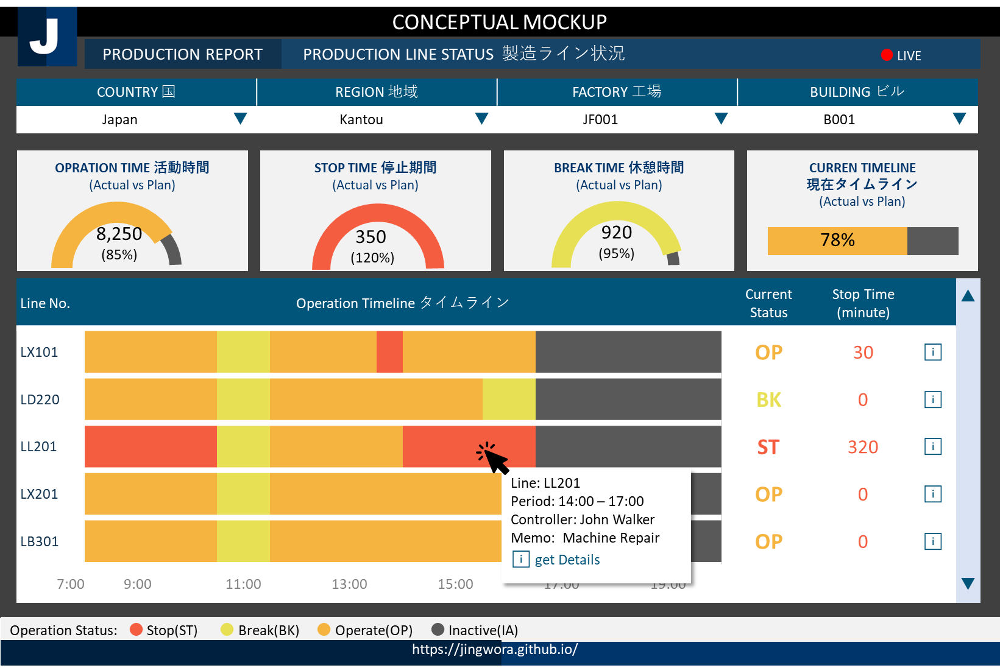 CONCEPTUAL MOCKUP
J
PRODUCTION REPORT
PRODUCTION LINE STATUS 製造ライン状況
LIVE
COUNTRY 国
REGION 地域
FACTORY 工場
BUILDING ビル
Japan
Kantou
JF001
B001
OPRATION TIME 活動時間
(Actual vs Plan)
8,250
(85%)
STOP TIME 停止期間
(Actual vs Plan)
350
(120%)
BREAK TIME 休憩時間
(Actual vs Plan)
920
(95%)
CURREN TIMELINE
現在タイムライン
(Actual vs Plan)
78%
Line No.
Operation Timeline タイムライン
Current
Status
Stop Time
(minute)
LX101
OP
30
i
LD220
BK
0
i
LL201
ST
320
i
LX201
OP
0
i
LB301
OP
0
i
Line: LL201
Period: 14:00 – 17:00
Controller: John Walker
Memo:  Machine Repair
i get Details
7:00
9:00
11:00
13:00
15:00
17:00
19:00
Operation Status:
Stop(ST)
Break(BK)
Operate(OP)
Inactive(IA)
https://jingwora.github.io/